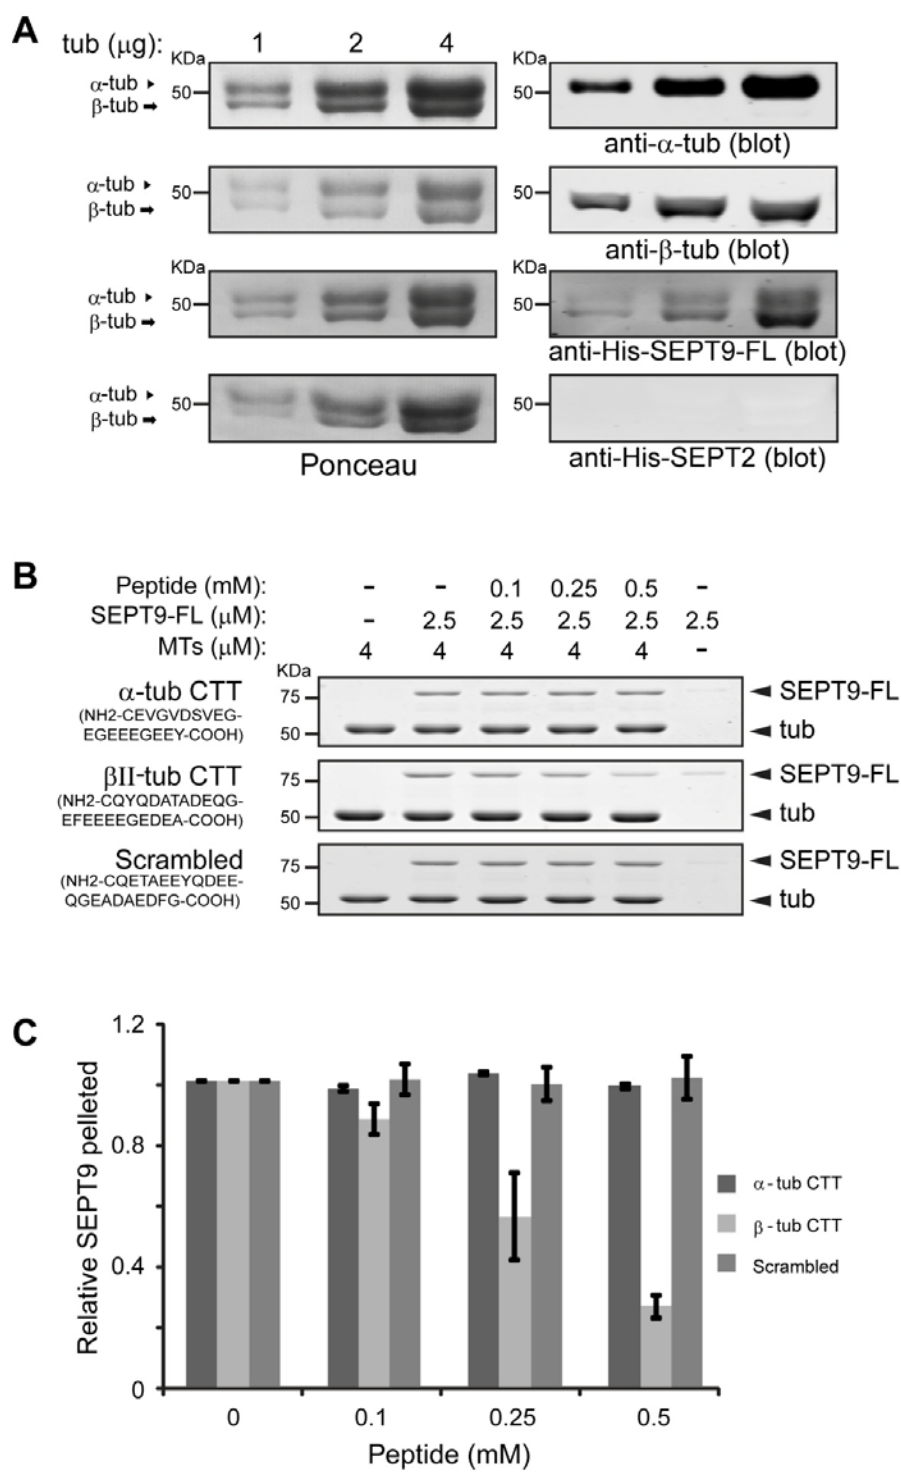 A
tub (μg): 1 2 4
KDa KDa
α-tub
50 50
β-tub
anti-α-tub (blot)
α-tub
50 50
β-tub
anti-β-tub (blot)
KDa KDa
α-tub
50 50
β-tub
anti-His-SEPT9-FL (blot)
α-tub
50 50
β-tub
Ponceau
anti-His-SEPT2 (blot)
B
Peptide (mM): - - 0.1 0.25 0.5 -
SEPT9-FL (μM): - 2.5 2.5 2.5 2.5 2.5
MTs (μM): 4 4 4 4 4 -
KDa
α-tub CTT 75 SEPT9-FL
(NH2-CEVGVDSVEG-
EGEEEGEEY-COOH) 50 tub
βII-tub CTT 75 SEPT9-FL
(NH2-CQYQDATADEQG-
EFEEEEGEDEA-COOH) 50 tub
Scrambled 75 SEPT9-FL
(NH2-CQETAEEYQDEE-
QGEADAEDFG-COOH) 50 tub
C
Relative SEPT9 pelleted
1.2
0.8
0.4
0
0 0.1 0.25 0.5
Peptide (mM)
α-tub CTT
β-tub CTT
Scrambled